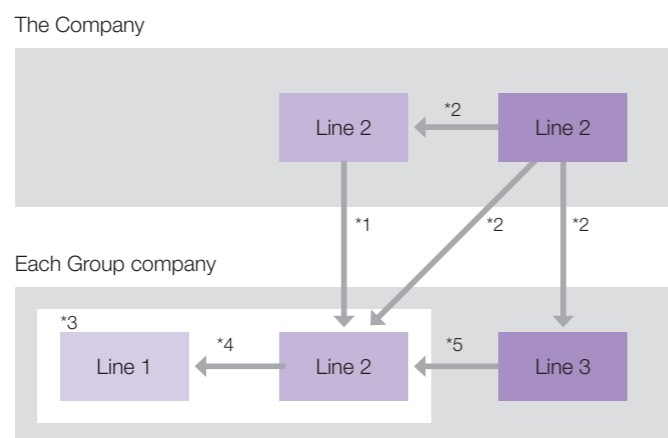 The Company
Line 2
*2
Line 2
*1
*2
*2
Each Group company
*3
Line 1
*4
Line 2
*5
Line 3